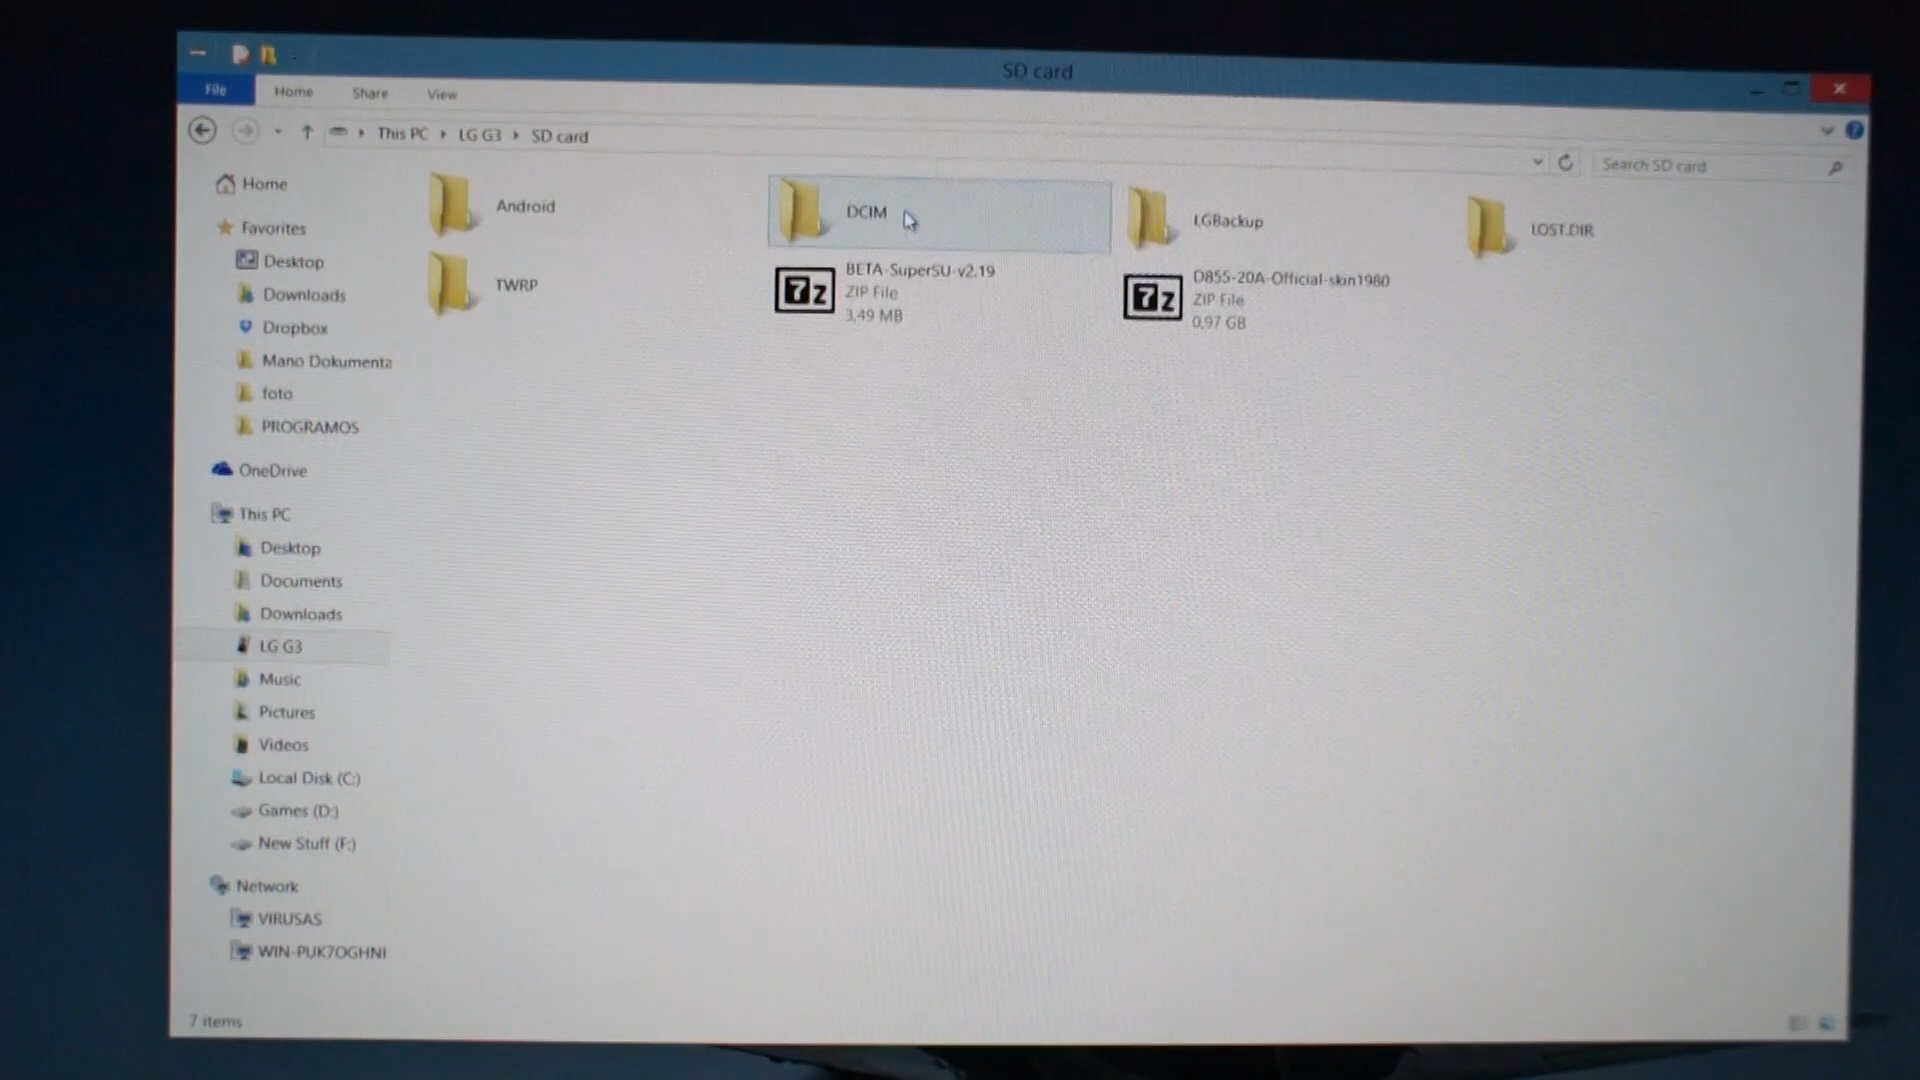 SD card
File
Home
Share
View
This PC
LG G3
SD card
Search SD card
Home
Favorites
Desktop
Downloads
Dropbox
Mano Dokumenta
foto
PROGRAMOS
OneDrive
This PC
Desktop
Documents
Downloads
LG G3
Music
Pictures
Videos
Local Disk (C:)
Games (D:)
New Stuff (F:)
Network
VIRUSAS
WIN-PUK7OGHNI
Android
DCIM
LGBackup
LOST.DIR
TWRP
7z
BETA-SuperSU-v2.19
ZIP File
3,49 MB
7z
D855-20A-Official-skin1980
ZIP File
0,97 GB
7 items